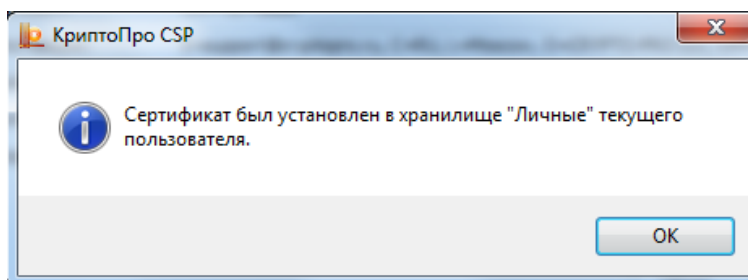 КриптоПро CSP
Сертификат был установлен в хранилище "Личные" текущего
пользователя.
OK